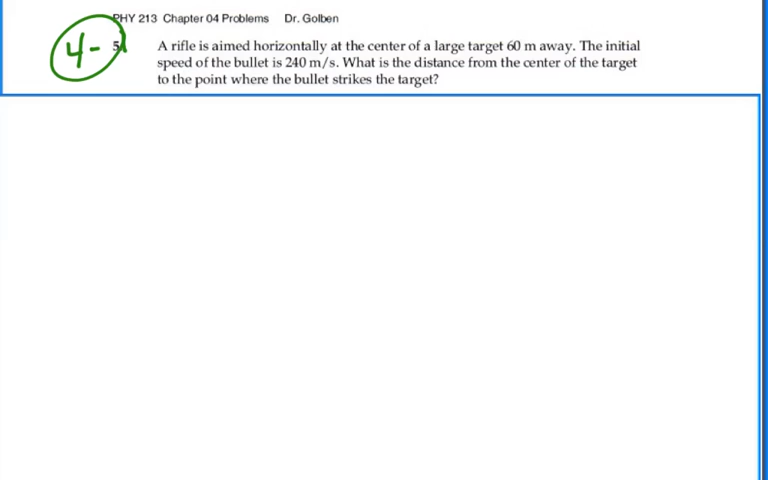 PHY 213 Chapter 04 Problems Dr. Golben
4- 5 A rifle is aimed horizontally at the center of a large target 60 m away. The initial
speed of the bullet is 240 m/s. What is the distance from the center of the target
to the point where the bullet strikes the target?